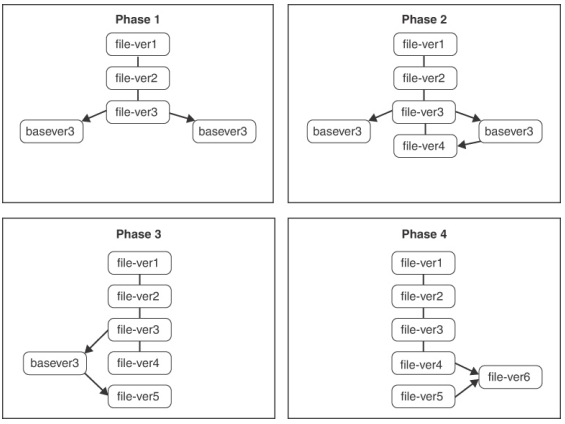 Phase 1
file-ver1
file-ver2
file-ver3
basever3
basever3
Phase 2
file-ver1
file-ver2
file-ver3
basever3
basever3
file-ver4
Phase 3
file-ver1
file-ver2
file-ver3
basever3
file-ver4
file-ver5
Phase 4
file-ver1
file-ver2
file-ver3
file-ver4
file-ver6
file-ver5